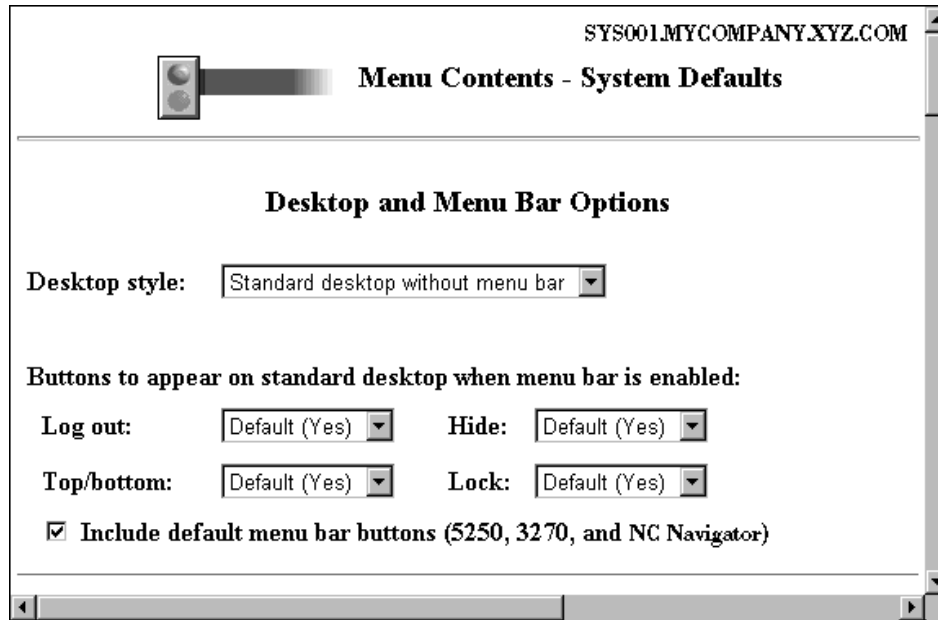 SYS001.MYCOMPANY.XYZ.COM
Menu Contents - System Defaults
Desktop and Menu Bar Options
Desktop style: Standard desktop without menu bar
Buttons to appear on standard desktop when menu bar is enabled:
Log out: Default (Yes) Hide: Default (Yes)
Top/bottom: Default (Yes) Lock: Default (Yes)
Include default menu bar buttons (5250, 3270, and NC Navigator)